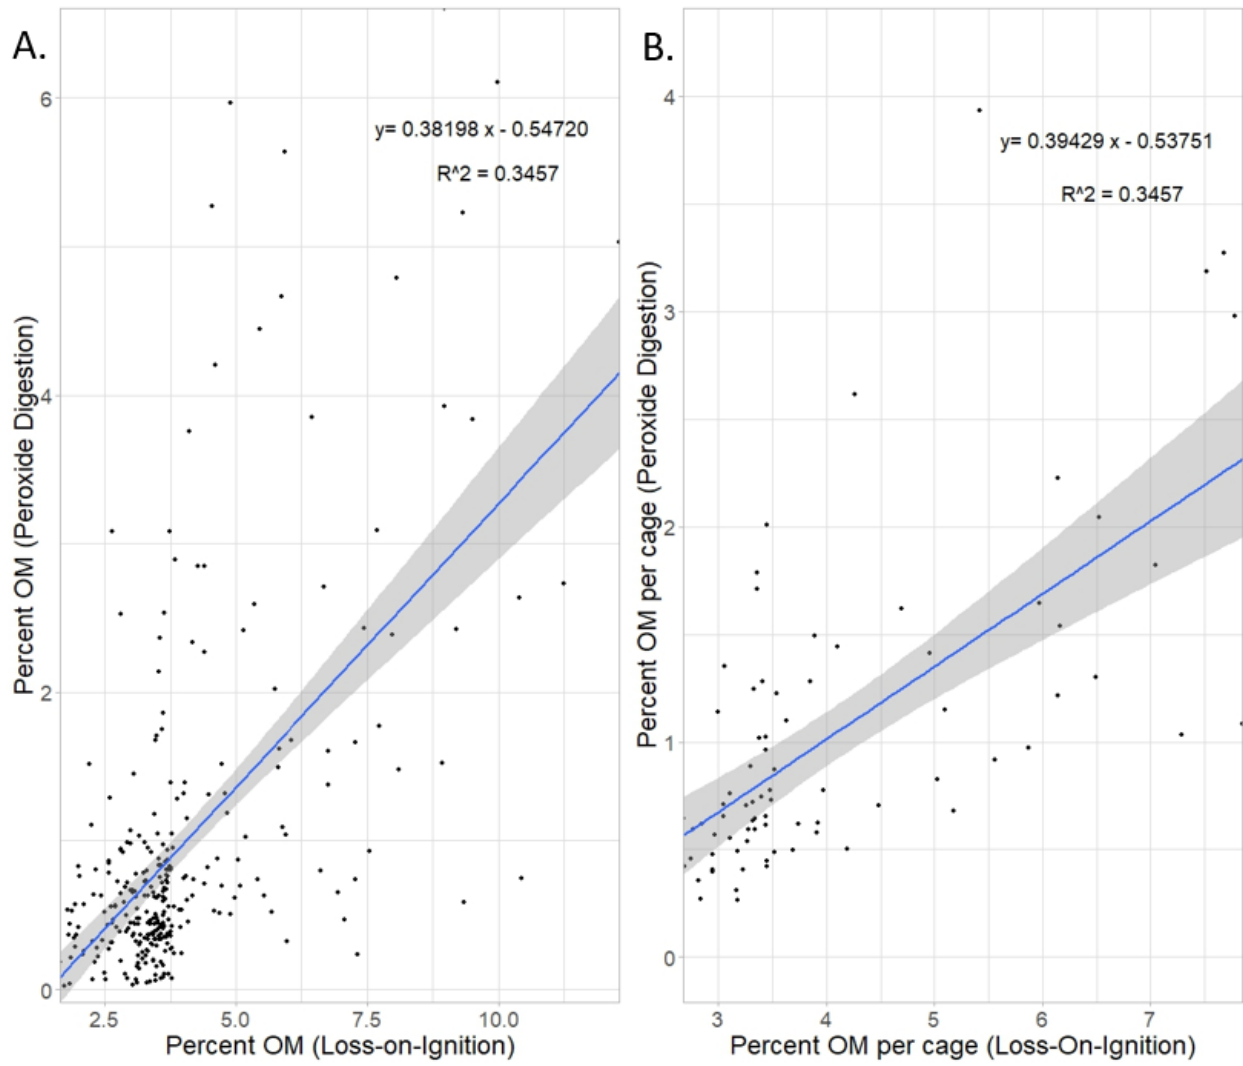 A.
y= 0.38198 x - 0.54720
R^2 = 0.3457
Percent OM (Peroxide Digestion)
6
4
2
0
2.5 5.0 7.5 10.0
Percent OM (Loss-on-Ignition)
B.
y= 0.39429 x - 0.53751
R^2 = 0.3457
Percent OM per cage (Peroxide Digestion)
4
3
2
1
0
3 4 5 6 7
Percent OM per cage (Loss-On-Ignition)